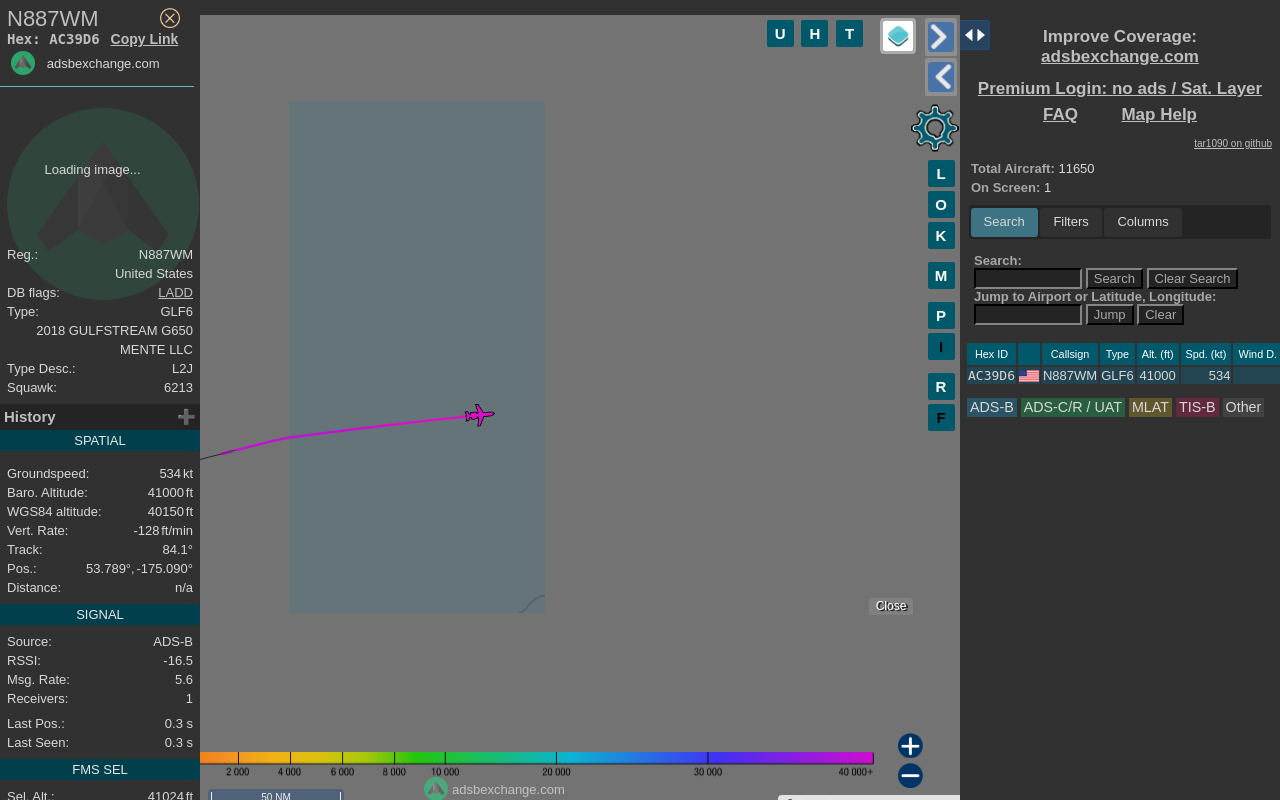 N887WM
Hex: AC39D6 Copy Link
adsbexchange.com
Loading image...
Reg.: N887WM
United States
DB flags: LADD
Type: GLF6
2018 GULFSTREAM G650
MENTE LLC
Type Desc.: L2J
Squawk: 6213
History
SPATIAL
Groundspeed: 534 kt
Baro. Altitude: 41000 ft
WGS84 altitude: 40150 ft
Vert. Rate: -128 ft/min
Track: 84.1°
Pos.: 53.789°, -175.090°
Distance: n/a
SIGNAL
Source: ADS-B
RSSI: -16.5
Msg. Rate: 5.6
Receivers: 1
Last Pos.: 0.3 s
Last Seen: 0.3 s
FMS SEL
Sel. Alt.: 41024 ft
U H T
L
O
K
M
P
I
R
F
Close
2 000 4 000 6 000 8 000 10 000 20 000 30 000 40 000+
adsbexchange.com
50 NM
Improve Coverage:
adsbexchange.com
Premium Login: no ads / Sat. Layer
FAQ Map Help
tar1090 on github
Total Aircraft: 11650
On Screen: 1
Search Filters Columns
Search:
Search Clear Search
Jump to Airport or Latitude, Longitude:
Jump Clear
Hex ID Callsign Type Alt. (ft) Spd. (kt) Wind D.
AC39D6 N887WM GLF6 41000 534
ADS-B ADS-C/R / UAT MLAT TIS-B Other